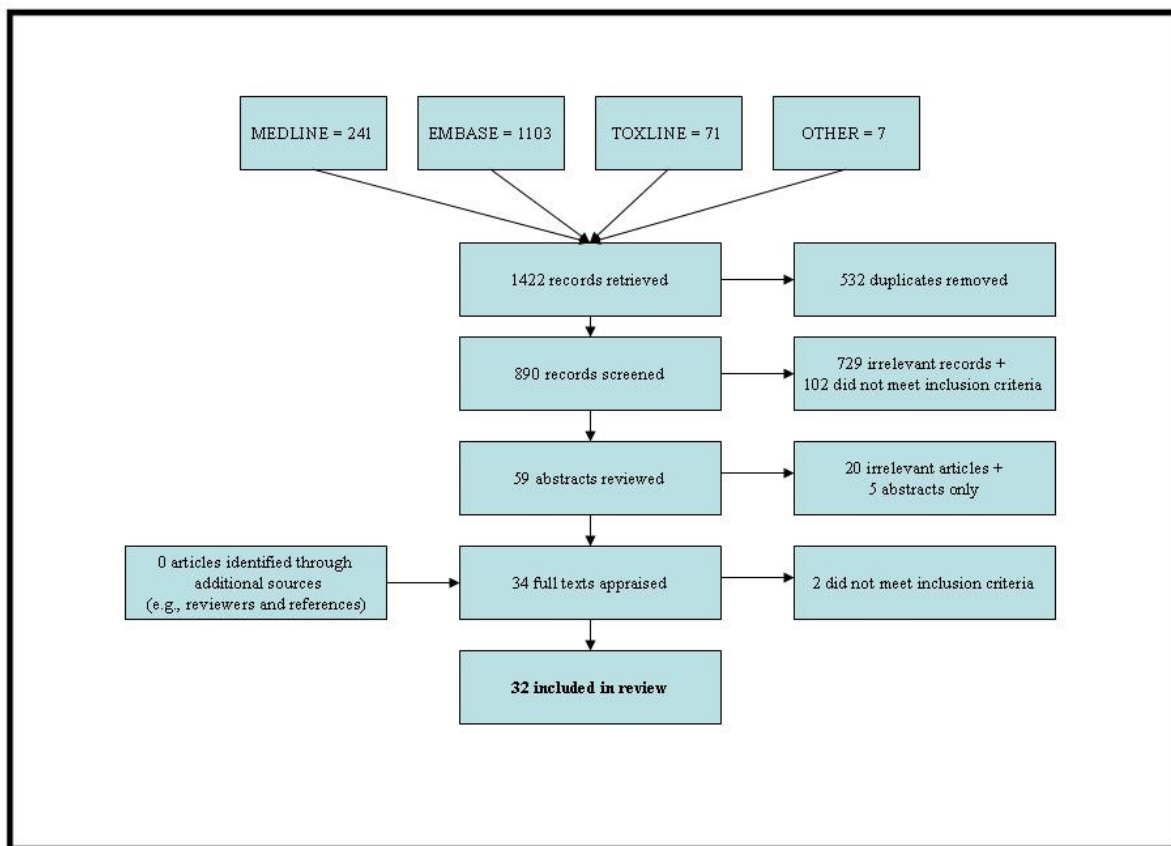 MEDLINE = 241
EMBASE = 1103
TOXLINE = 71
OTHER = 7
1422 records retrieved
532 duplicates removed
890 records screened
729 irrelevant records +
102 did not meet inclusion criteria
59 abstracts reviewed
20 irrelevant articles +
5 abstracts only
0 articles identified through
additional sources
(e.g., reviewers and references)
34 full texts appraised
2 did not meet inclusion criteria
32 included in review